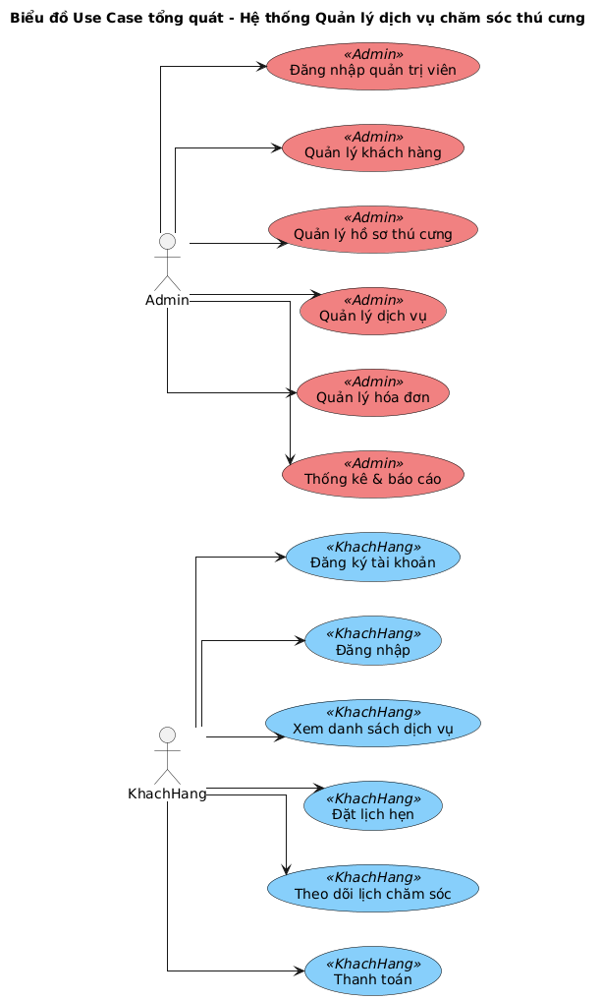 Biểu đồ Use Case tổng quát - Hệ thống Quản lý dịch vụ chăm sóc thú cưng
«Admin»
Đăng nhập quản trị viên
«Admin»
Quản lý khách hàng
«Admin»
Quản lý hồ sơ thú cưng
Admin
«Admin»
Quản lý dịch vụ
«Admin»
Quản lý hóa đơn
«Admin»
Thống kê & báo cáo
«KhachHang»
Đăng ký tài khoản
«KhachHang»
Đăng nhập
«KhachHang»
Xem danh sách dịch vụ
KhachHang
«KhachHang»
Đặt lịch hẹn
«KhachHang»
Theo dõi lịch chăm sóc
«KhachHang»
Thanh toán